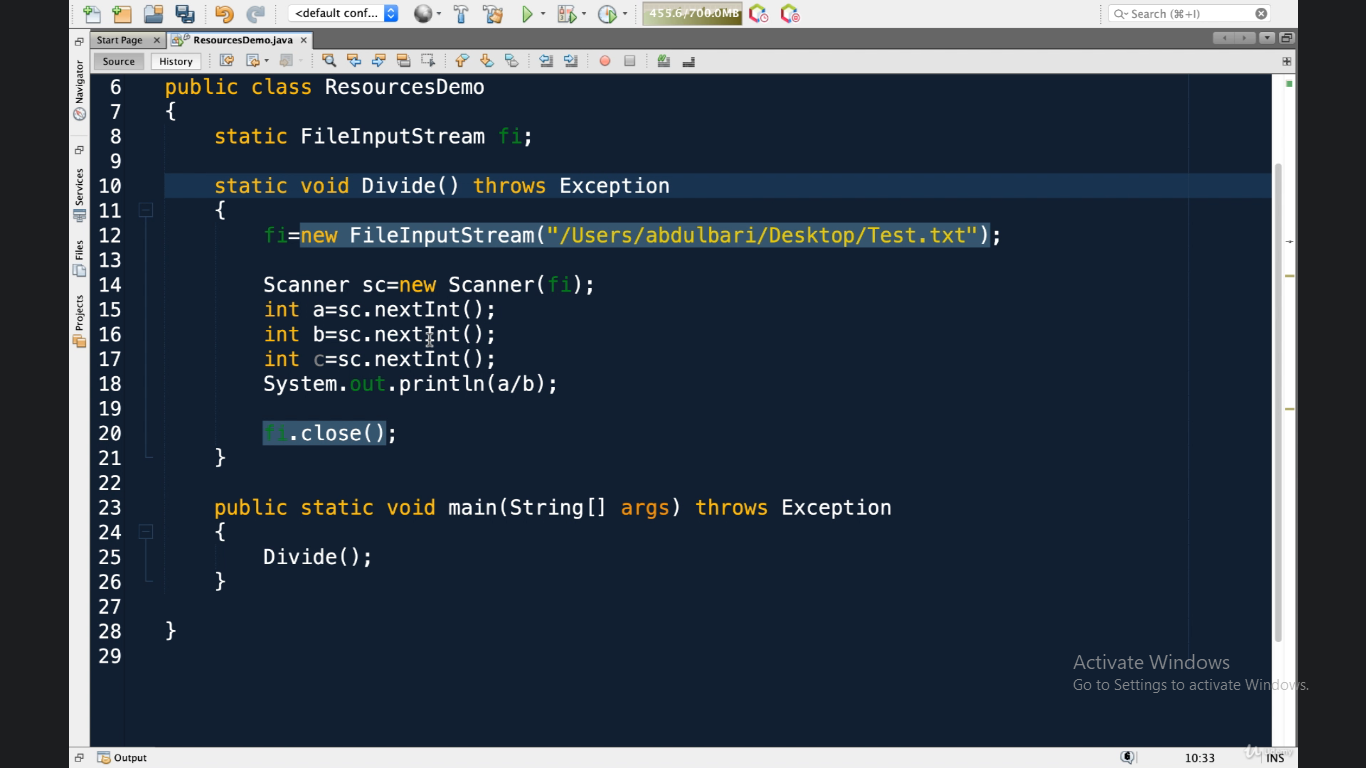 <default conf...
455.6/700.0MB
Search (⌘+I)
Start Page
ResourcesDemo.java
Source
History
Navigator
Services
Files
Projects
6 public class ResourcesDemo
7 {
8 static FileInputStream fi;
9
10 static void Divide() throws Exception
11 {
12 fi=new FileInputStream("/Users/abdulbari/Desktop/Test.txt");
13
14 Scanner sc=new Scanner(fi);
15 int a=sc.nextInt();
16 int b=sc.nextInt();
17 int c=sc.nextInt();
18 System.out.println(a/b);
19
20 fi.close();
21 }
22
23 public static void main(String[] args) throws Exception
24 {
25 Divide();
26 }
27
28 }
29
Activate Windows
Go to Settings to activate Windows.
Output
10:33
INS